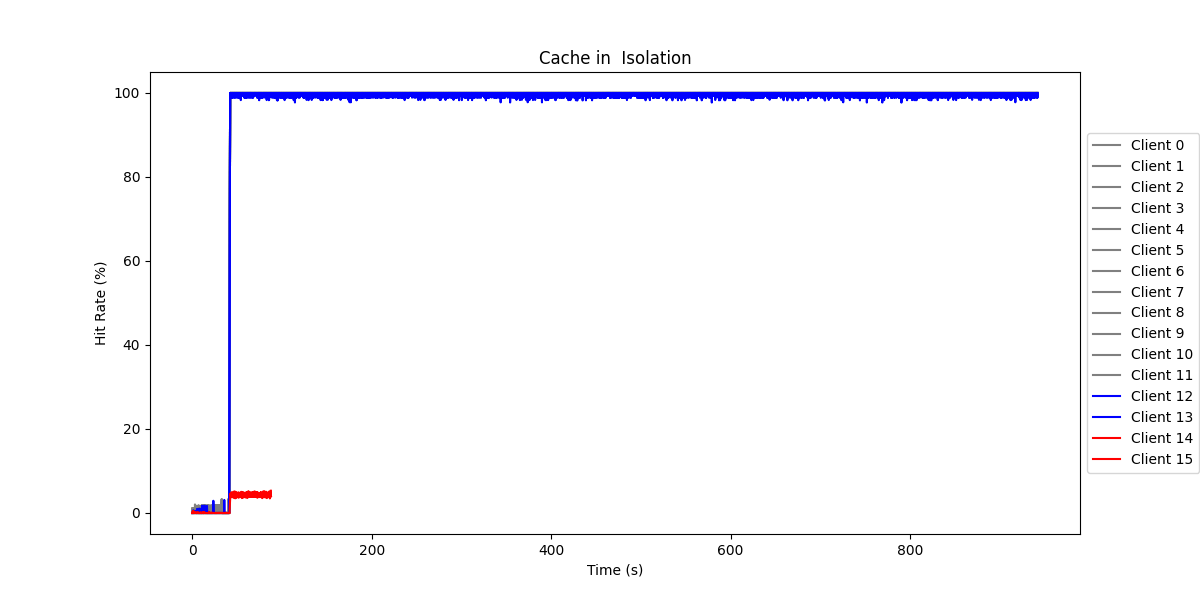 Cache in  Isolation
Hit Rate (%)
100
80
60
40
20
0
0 200 400 600 800
Time (s)
Client 0
Client 1
Client 2
Client 3
Client 4
Client 5
Client 6
Client 7
Client 8
Client 9
Client 10
Client 11
Client 12
Client 13
Client 14
Client 15